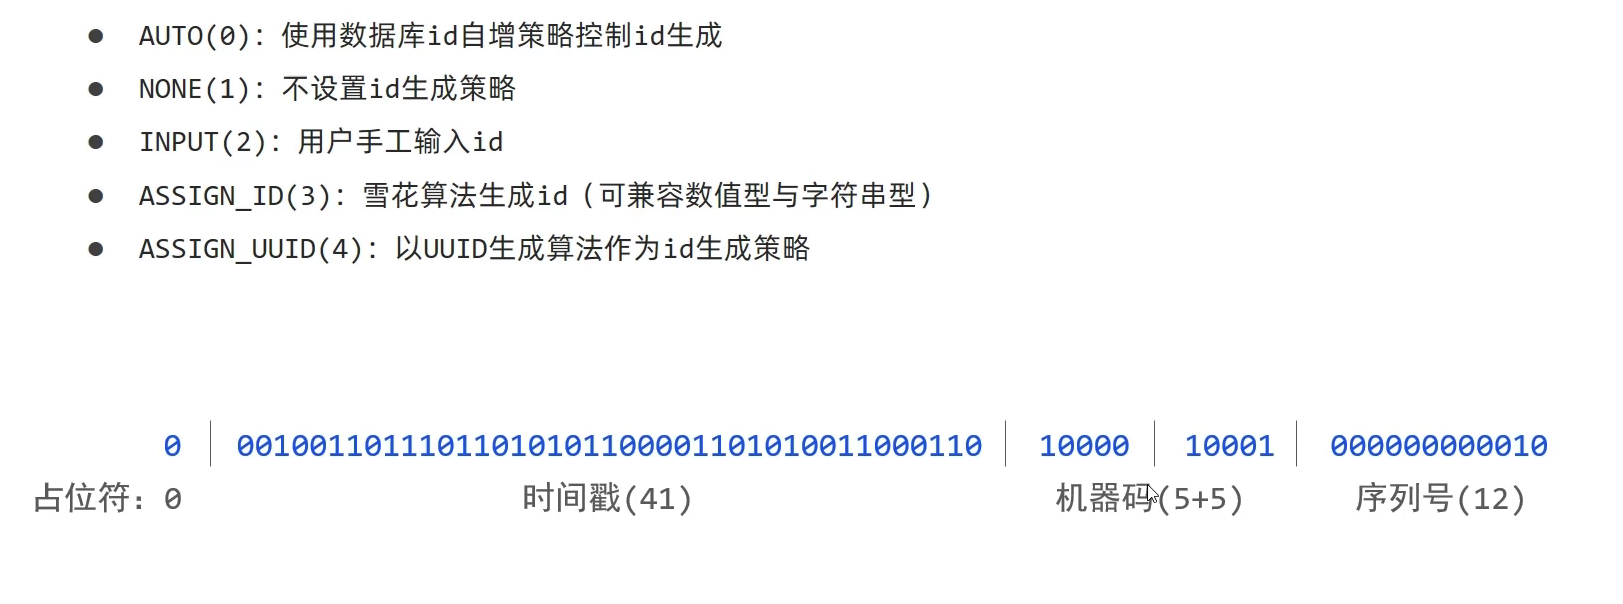 ● AUTO(0)：使用数据库id自增策略控制id生成
● NONE(1)：不设置id生成策略
● INPUT(2)：用户手工输入id
● ASSIGN_ID(3)：雪花算法生成id（可兼容数值型与字符串型）
● ASSIGN_UUID(4)：以UUID生成算法作为id生成策略
0 | 00100110111011010101100001101010011000110 | 10000 | 10001 | 000000000010
占位符：0 时间戳(41) 机器码(5+5) 序列号(12)